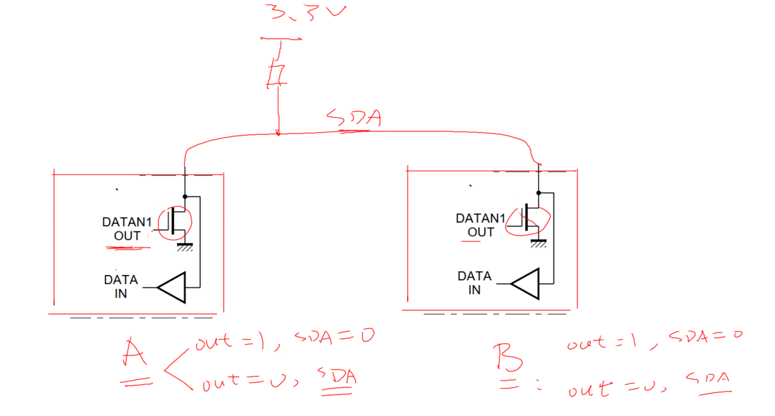 3.3V
SDA
DATAN1
OUT
DATA
IN
DATAN1
OUT
DATA
IN
A
out=1, SDA=0
out=0, SDA
B:
out=1, SDA=0
out=0, SDA